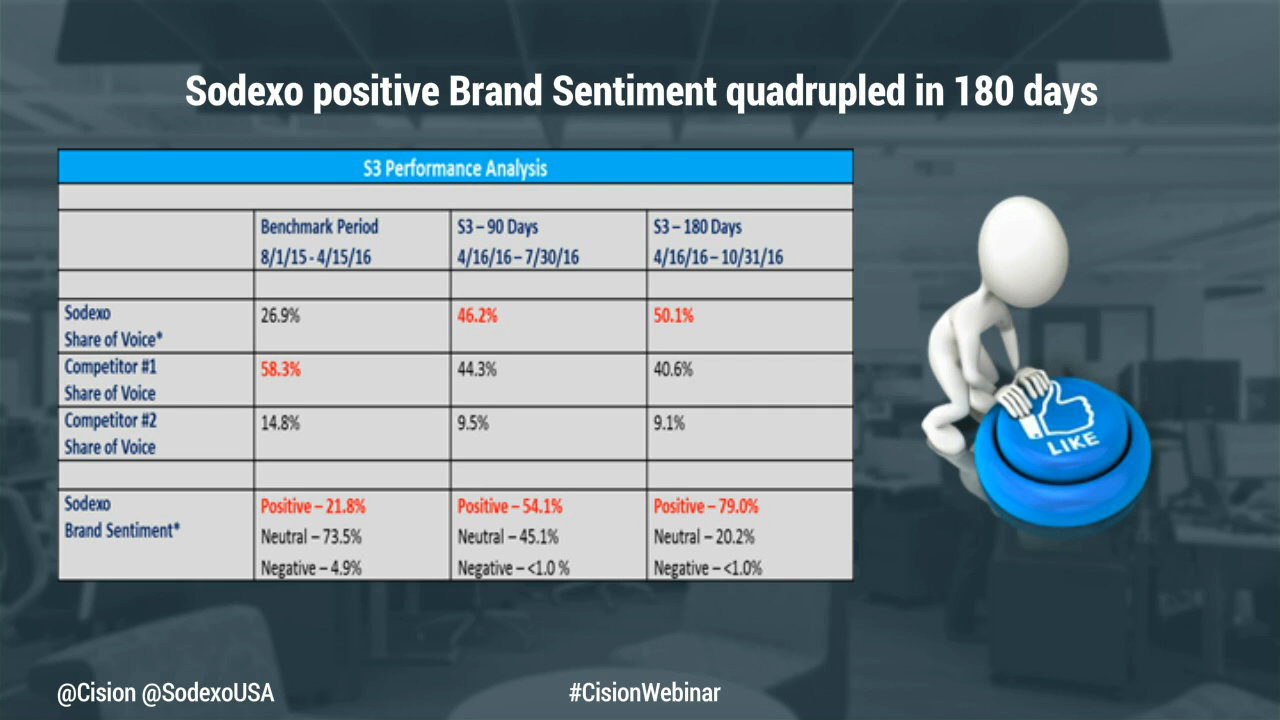 Sodexo positive Brand Sentiment quadrupled in 180 days
S3 Performance Analysis
Benchmark Period
8/1/15 - 4/15/16
S3 – 90 Days
4/16/16 – 7/30/16
S3 – 180 Days
4/16/16 – 10/31/16
Sodexo
Share of Voice*
26.9%
46.2%
50.1%
Competitor #1
Share of Voice
58.3%
44.3%
40.6%
Competitor #2
Share of Voice
14.8%
9.5%
9.1%
Sodexo
Brand Sentiment*
Positive – 21.8%
Neutral – 73.5%
Negative – 4.9%
Positive – 54.1%
Neutral – 45.1%
Negative – <1.0 %
Positive – 79.0%
Neutral – 20.2%
Negative – <1.0%
LIKE
@Cision @SodexoUSA
#CisionWebinar